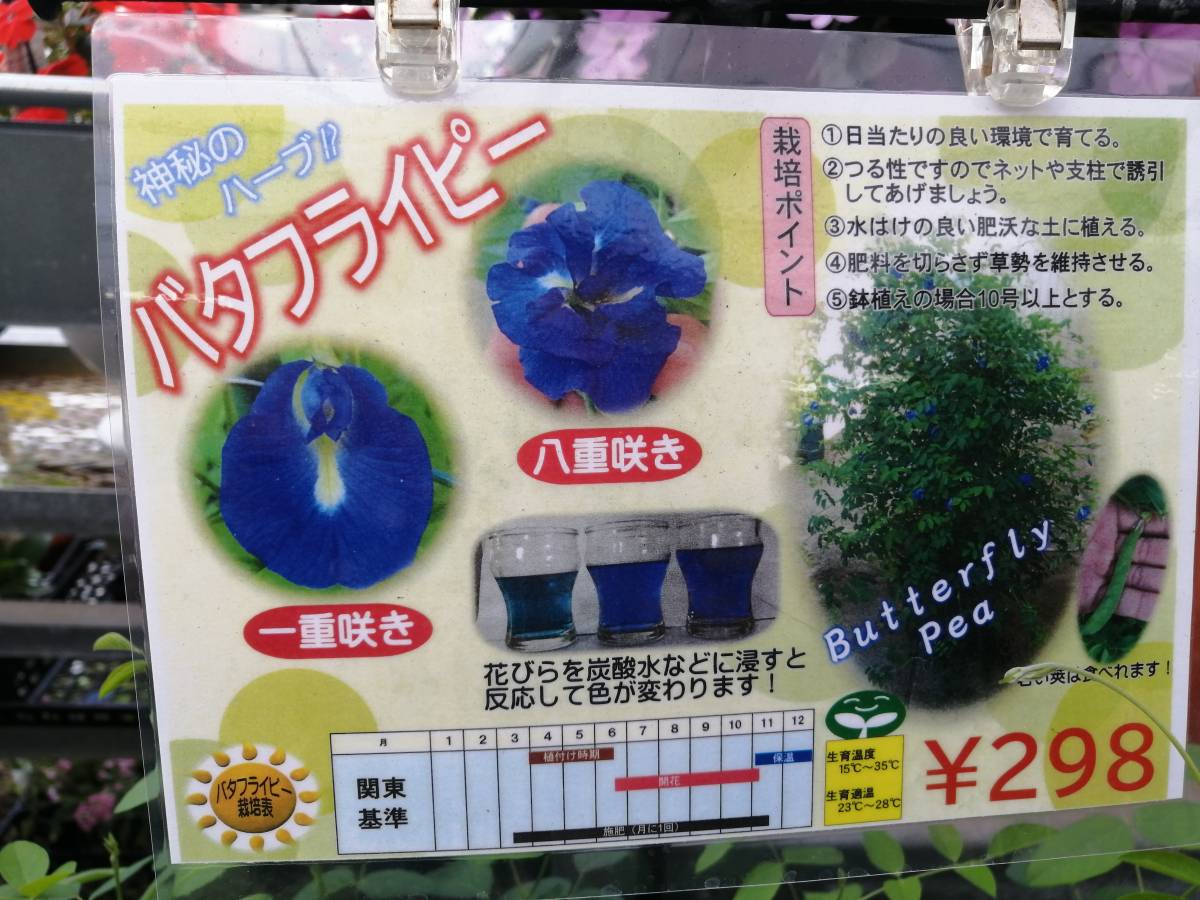 神秘の
ハーブ!?
バタフライピー
八重咲き
一重咲き
花びらを炭酸水などに浸すと
反応して色が変わります！
栽培ポイント
①日当たりの良い環境で育てる。
②つる性ですのでネットや支柱で誘引
してあげましょう。
③水はけの良い肥沃な土に植える。
④肥料を切らさず草勢を維持させる。
⑤鉢植えの場合10号以上とする。
Butterfly
Pea
い莢は食べれます！
バタフライピー
栽培表
月 1 2 3 4 5 6 7 8 9 10 11 12
関東
基準
植付け時期
保温
開花
施肥（月に1回）
生育温度
15℃～35℃
生育適温
23℃～28℃
¥298